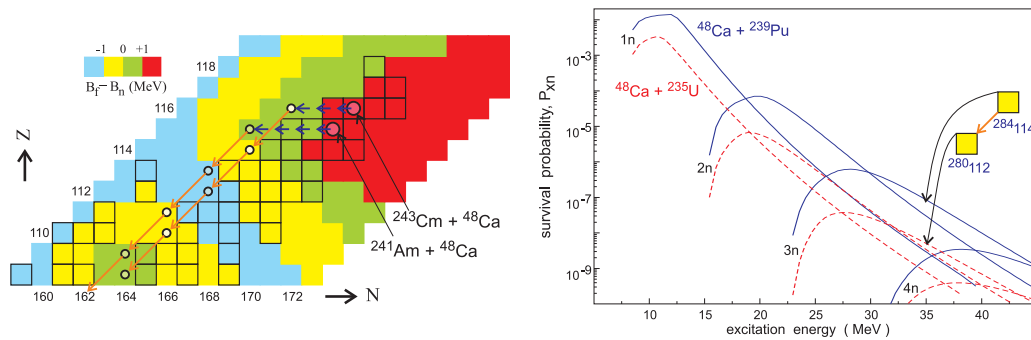 -1 0 +1
B_f – B_n (MeV)
118
116
114
112
110
Z
²⁴³Cm + ⁴⁸Ca
²⁴¹Am + ⁴⁸Ca
160 162 164 166 168 170 172 N
survival probability, P_xn
10⁻¹
10⁻³
10⁻⁵
10⁻⁷
10⁻⁹
1n
2n
3n
4n
⁴⁸Ca + ²³⁹Pu
⁴⁸Ca + ²³⁵U
²⁸⁴114
²⁸⁰112
10 15 20 25 30 35 40
excitation energy ( MeV )